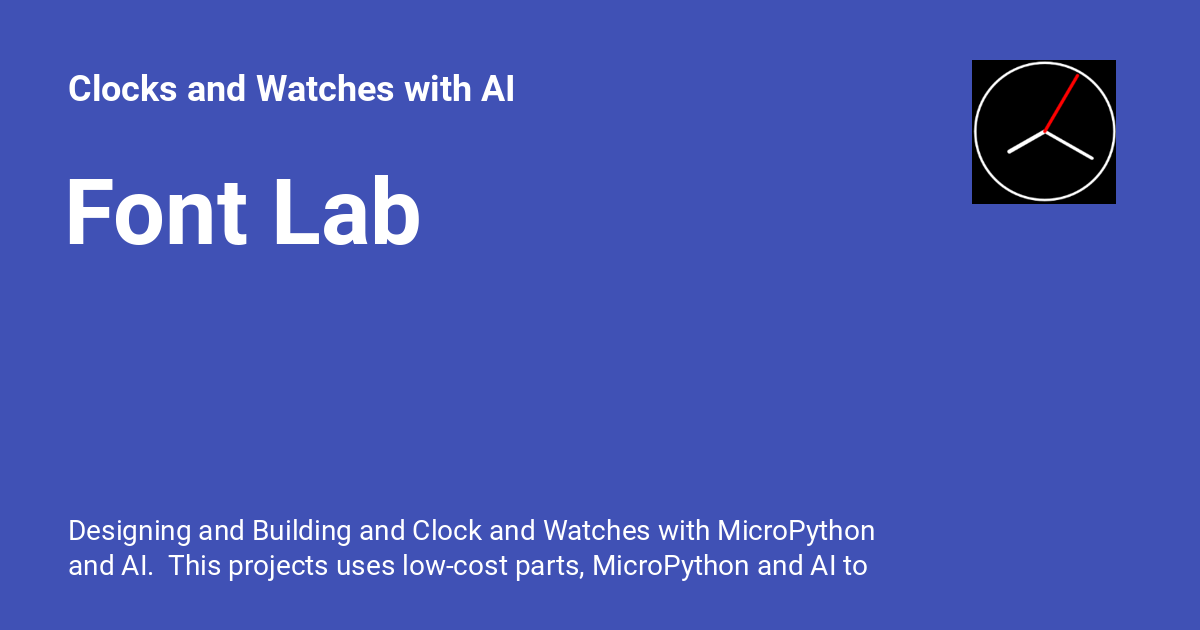 Clocks and Watches with AI
Font Lab
Designing and Building and Clock and Watches with MicroPython
and AI.  This projects uses low-cost parts, MicroPython and AI to